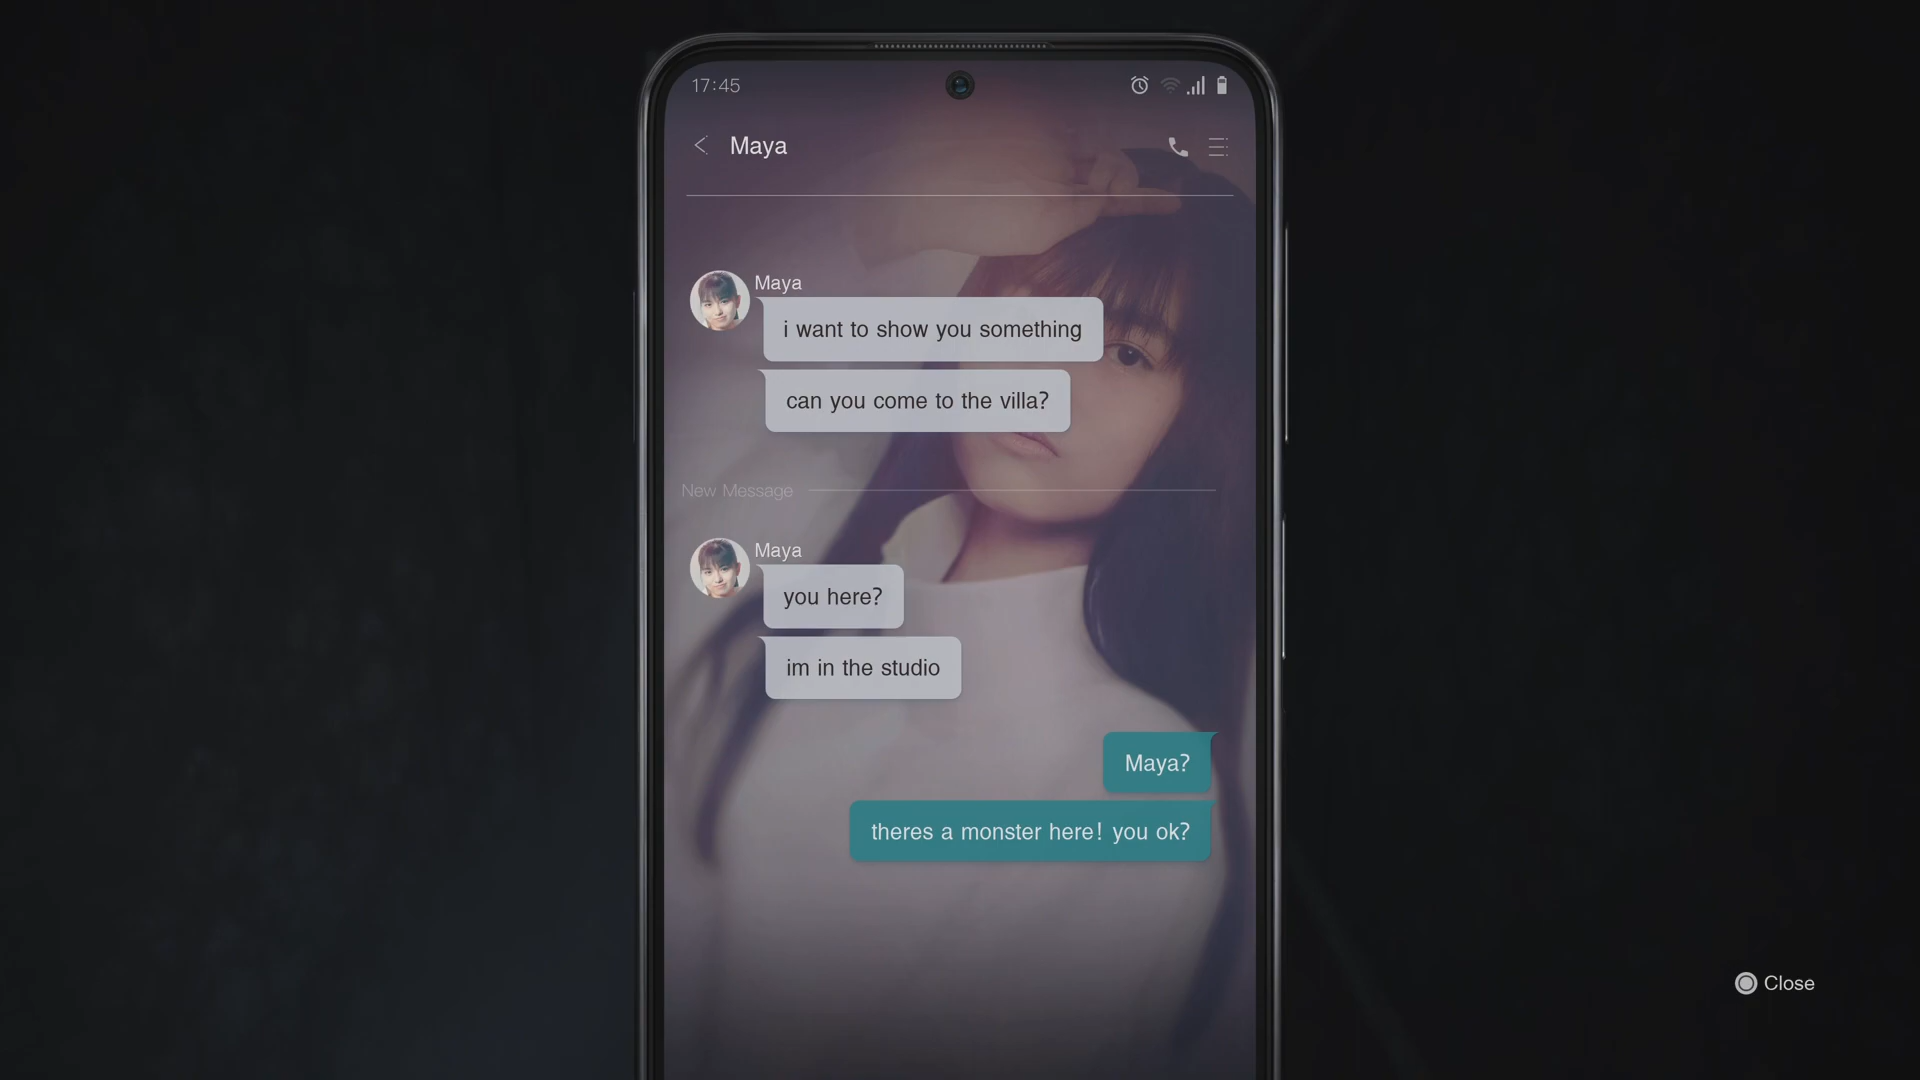 17:45
Maya
Maya
i want to show you something
can you come to the villa?
New Message
Maya
you here?
im in the studio
Maya?
theres a monster here! you ok?
Close